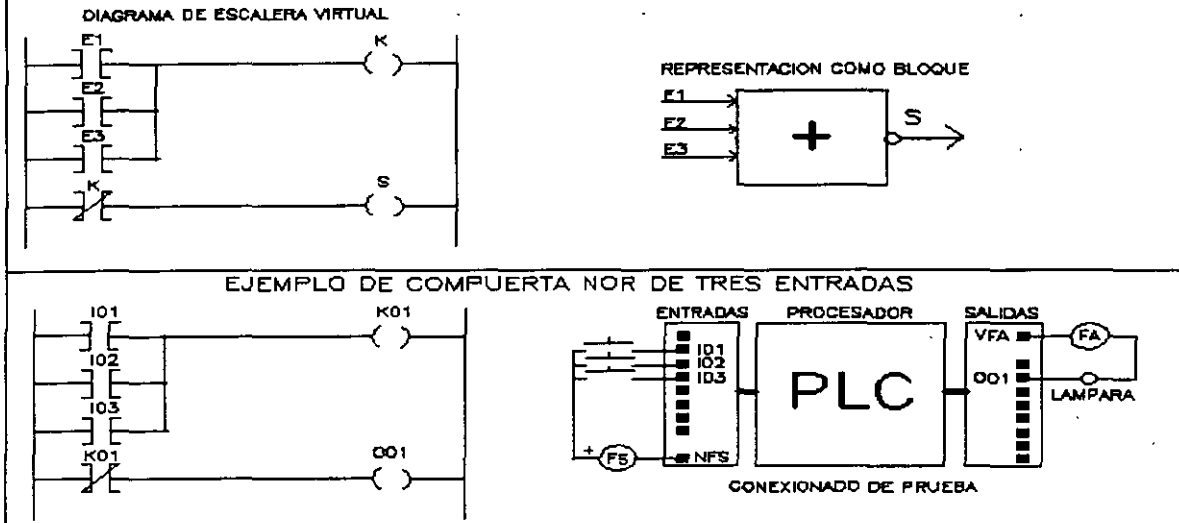 DIAGRAMA DE ESCALERA VIRTUAL
E1
K
E2
E3
K
S
REPRESENTACION COMO BLOQUE
E1
E2
E3
+
S
EJEMPLO DE COMPUERTA NOR DE TRES ENTRADAS
I01
K01
I02
I03
K01
O01
ENTRADAS
PROCESADOR
SALIDAS
I01
I02
I03
+
FS
NFS
PLC
VFA
FA
O01
LAMPARA
CONEXIONADO DE PRUEBA